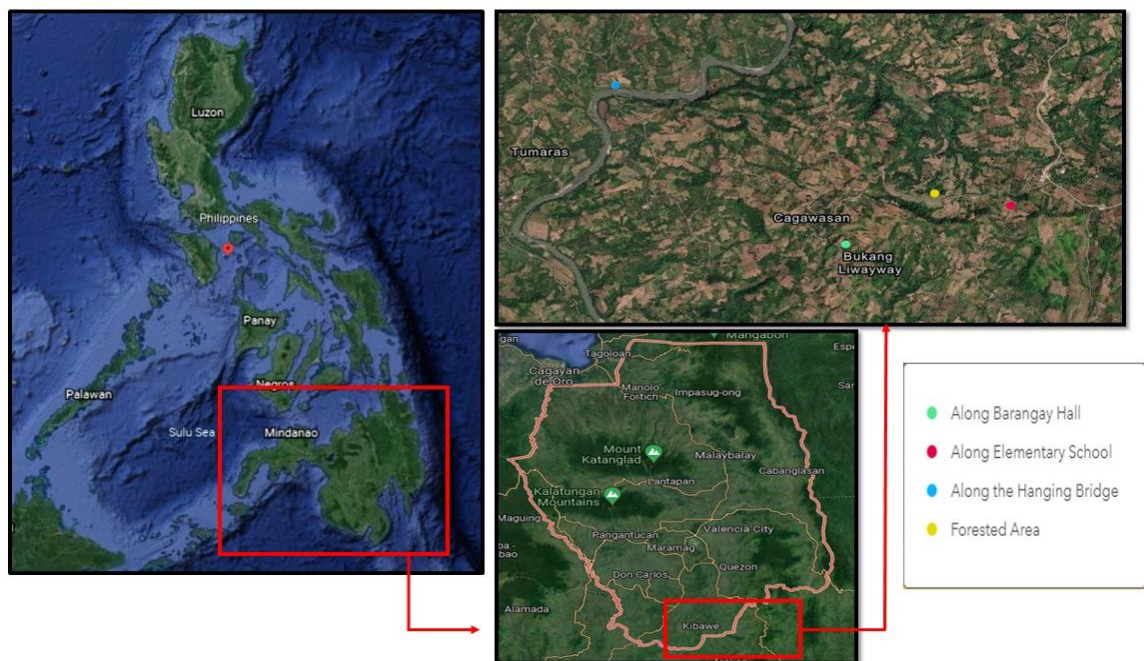 Luzon
Philippines
Panay
Palawan
Negros
Sulu Sea
Mindanao
Tumaras
Cagawasan
Bukang
Liwayway
Mangabon
Tagoloan
Cagayan
de Oro
Manolo
Fortich
Impasug-ong
Mount
Katanglad
Malaybalay
Cabanglasan
Lantapan
Kalatungan
Mountains
Maguing
Valencia City
Pangantucan
Maramag
Don Carlos
Quezon
Alamada
Kibawe
Along Barangay Hall
Along Elementary School
Along the Hanging Bridge
Forested Area